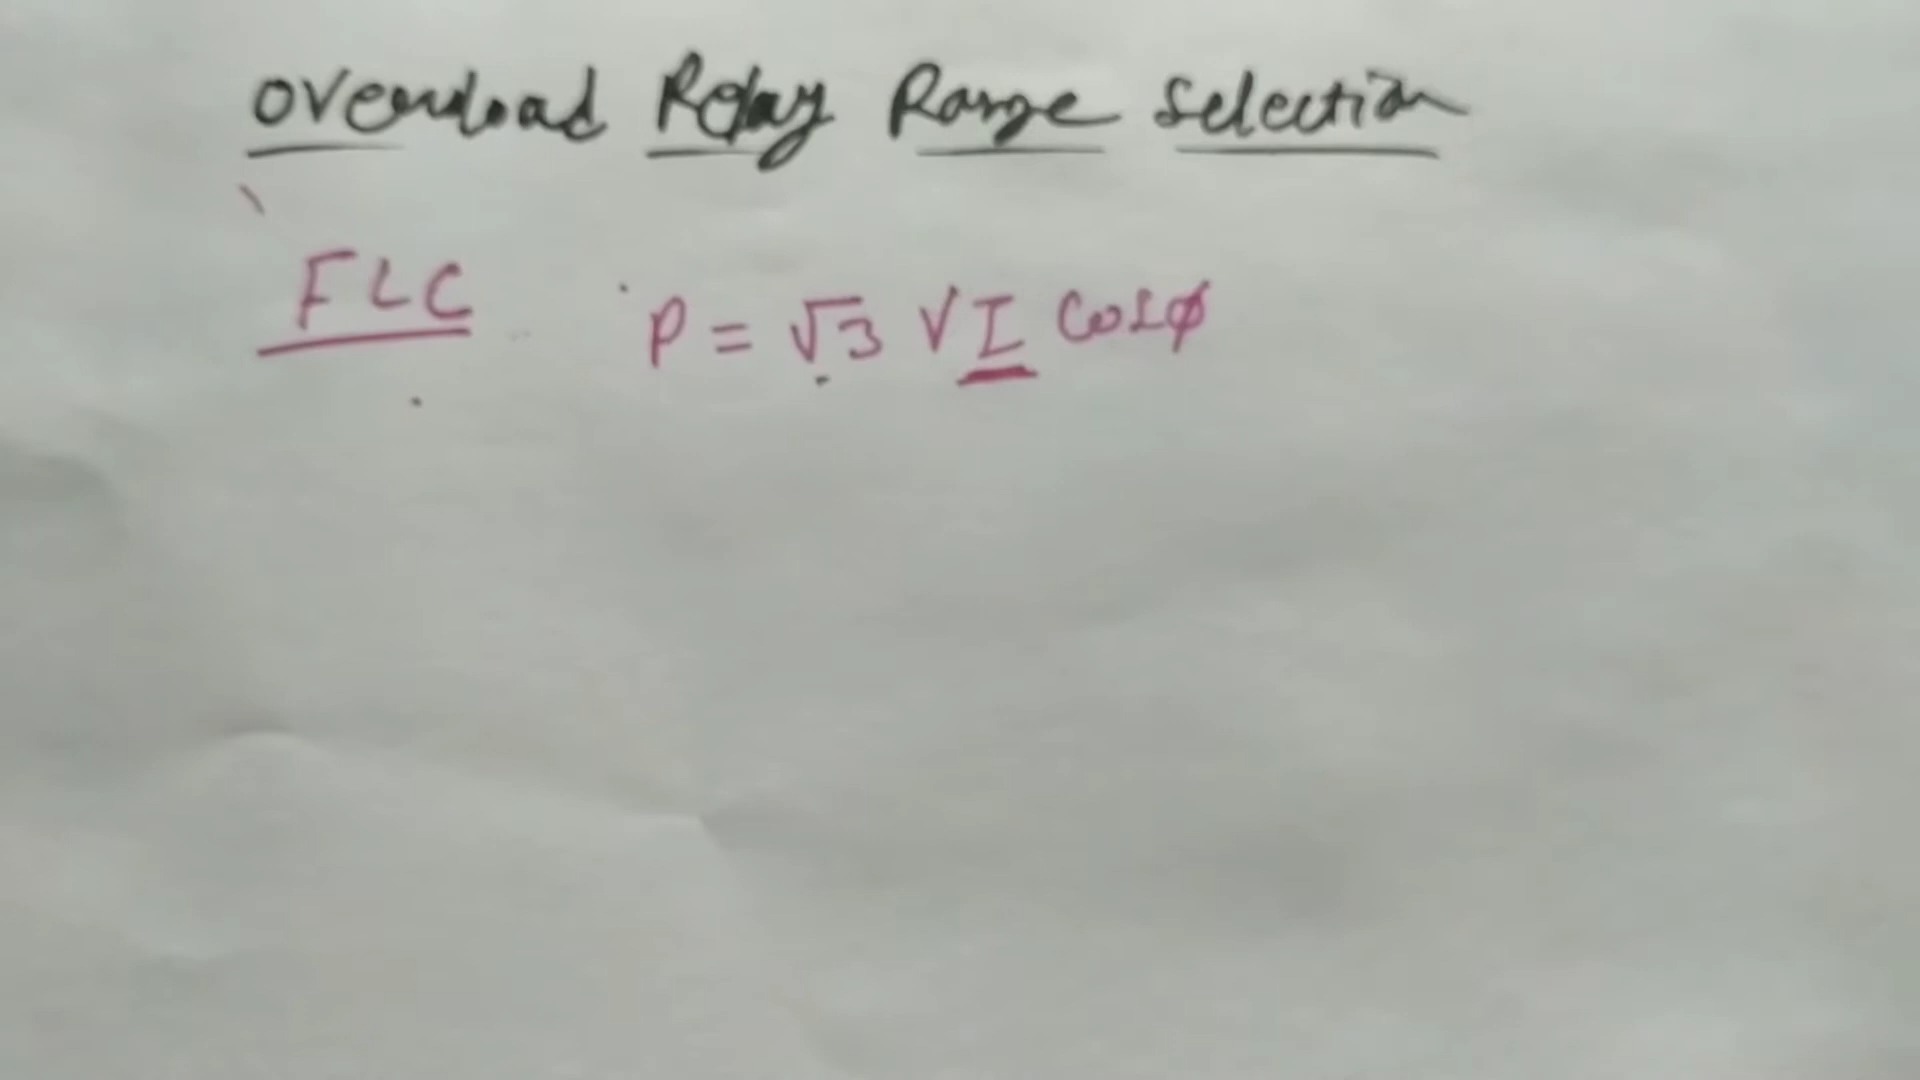 Overload Relay Range Selection
FLC P = √3 V I Cosφ